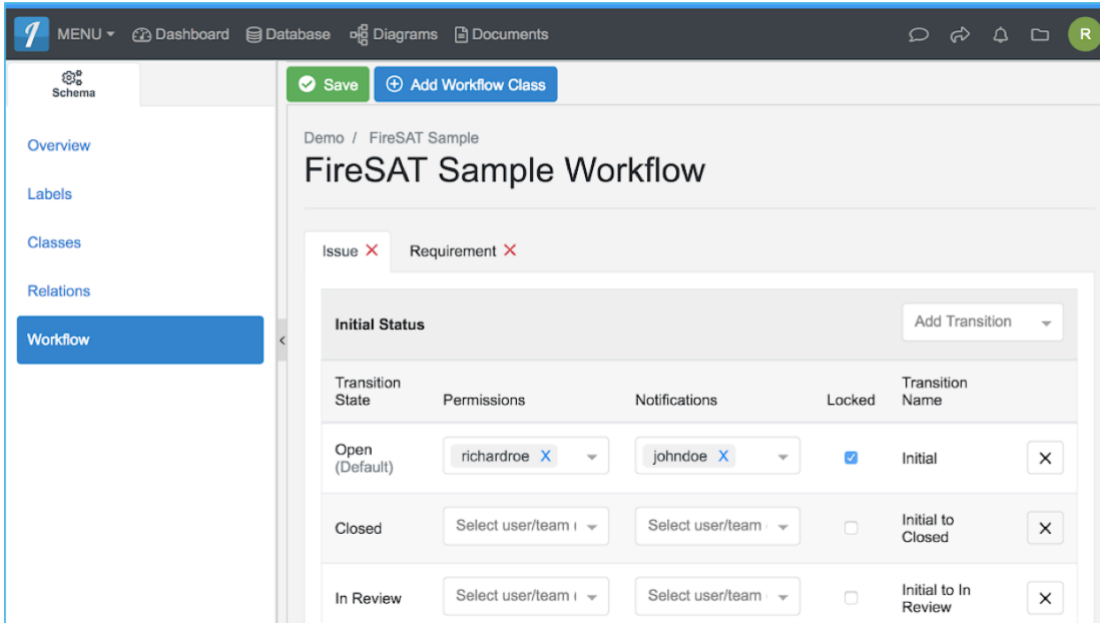 MENU Dashboard Database Diagrams Documents R
Schema
Save Add Workflow Class
Overview
Labels
Classes
Relations
Workflow
Demo / FireSAT Sample
FireSAT Sample Workflow
Issue X Requirement X
Initial Status Add Transition
Transition
State Permissions Notifications Locked Transition
Name
Open
(Default) richardroe X johndoe X Initial X
Closed Select user/team Select user/team Initial to
Closed X
In Review Select user/team Select user/team Initial to In
Review X